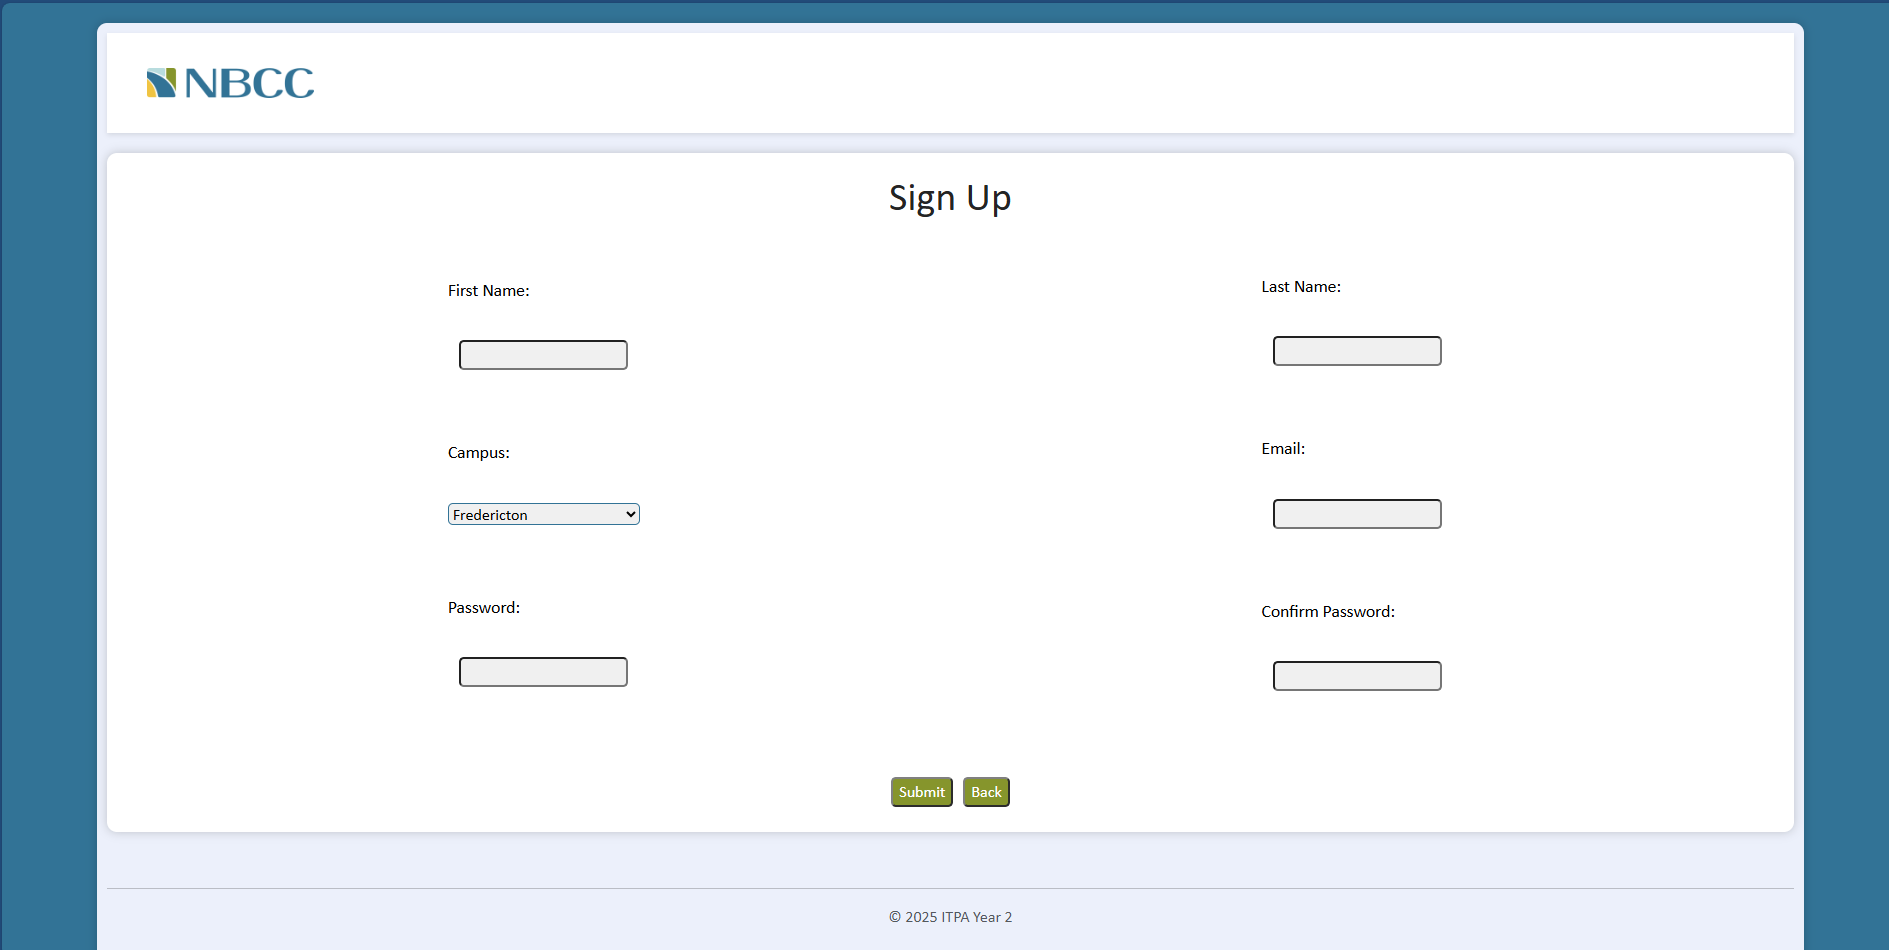 NBCC
Sign Up
First Name:
Last Name:
Campus:
Email:
Fredericton
Password:
Confirm Password:
Submit
Back
© 2025 ITPA Year 2